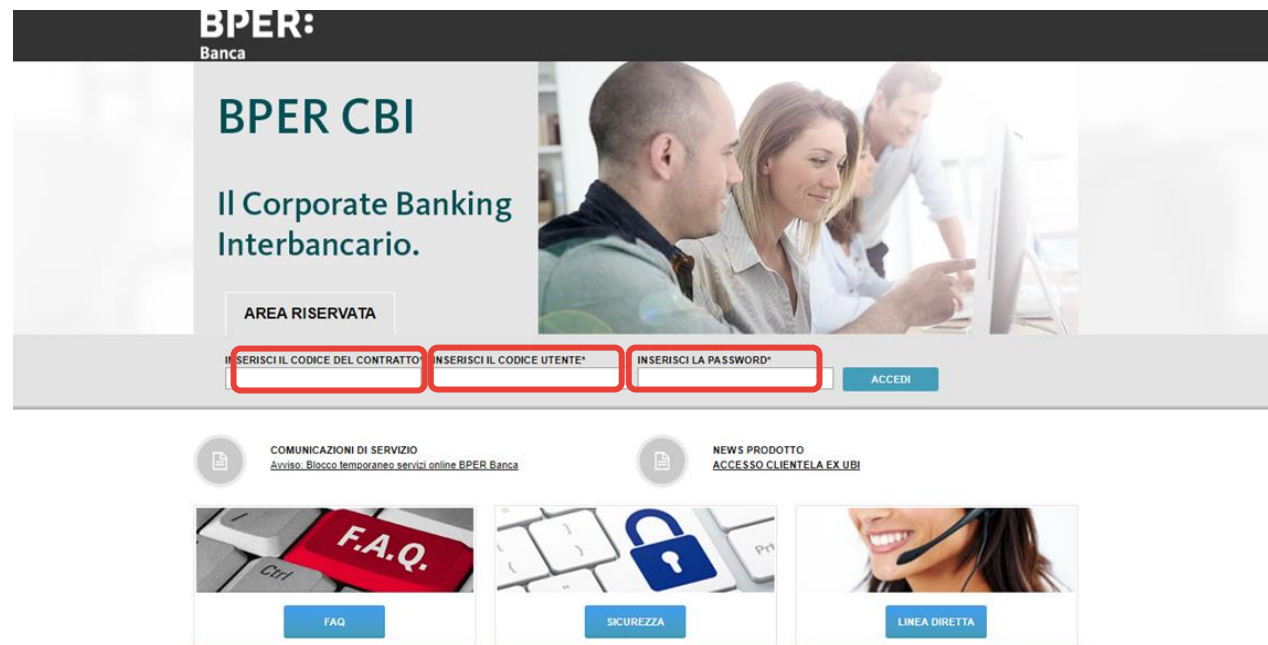 BPER:
Banca
BPER CBI
Il Corporate Banking
Interbancario.
AREA RISERVATA
INSERISCI IL CODICE DEL CONTRATTO*
INSERISCI IL CODICE UTENTE*
INSERISCI LA PASSWORD*
ACCEDI
COMUNICAZIONI DI SERVIZIO
Avviso: Blocco temporaneo servizi online BPER Banca
NEWS PRODOTTO
ACCESSO CLIENTELA EX UBI
F.A.Q.
Ctrl
Prt
FAQ
SICUREZZA
LINEA DIRETTA